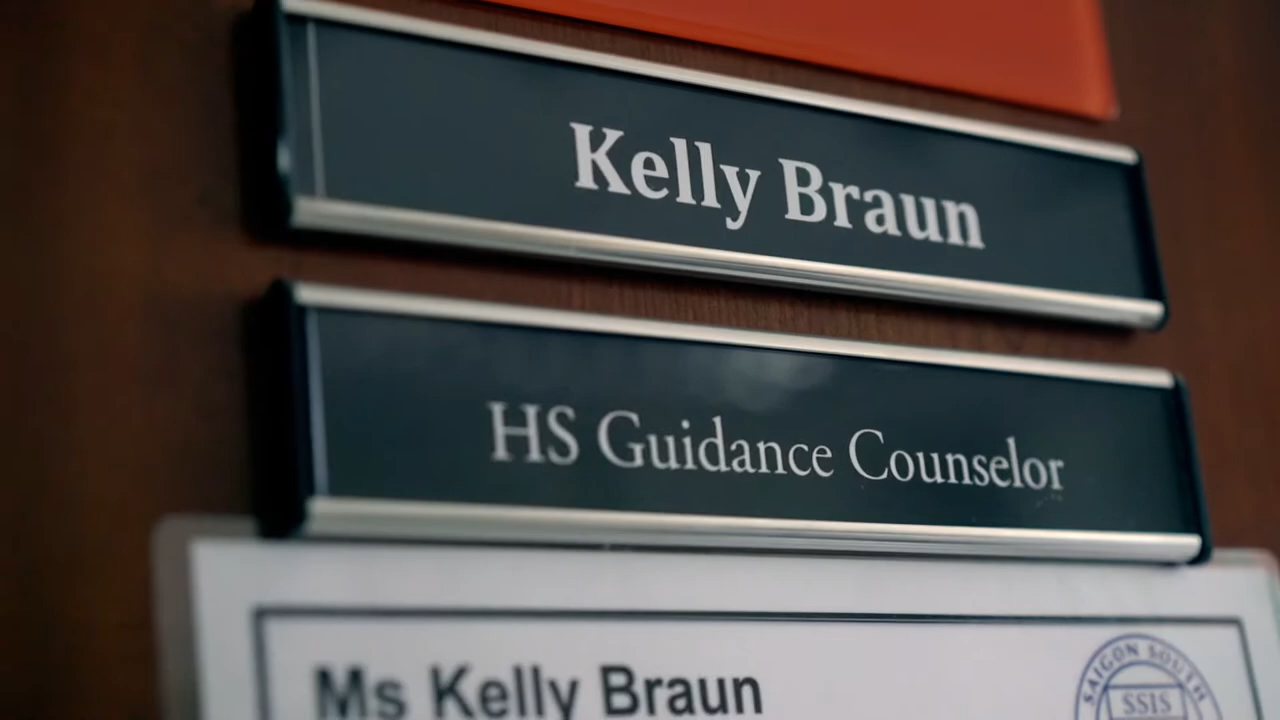 Kelly Braun
HS Guidance Counselor
Ms Kelly Braun
SAIGON SOUTH
SSIS